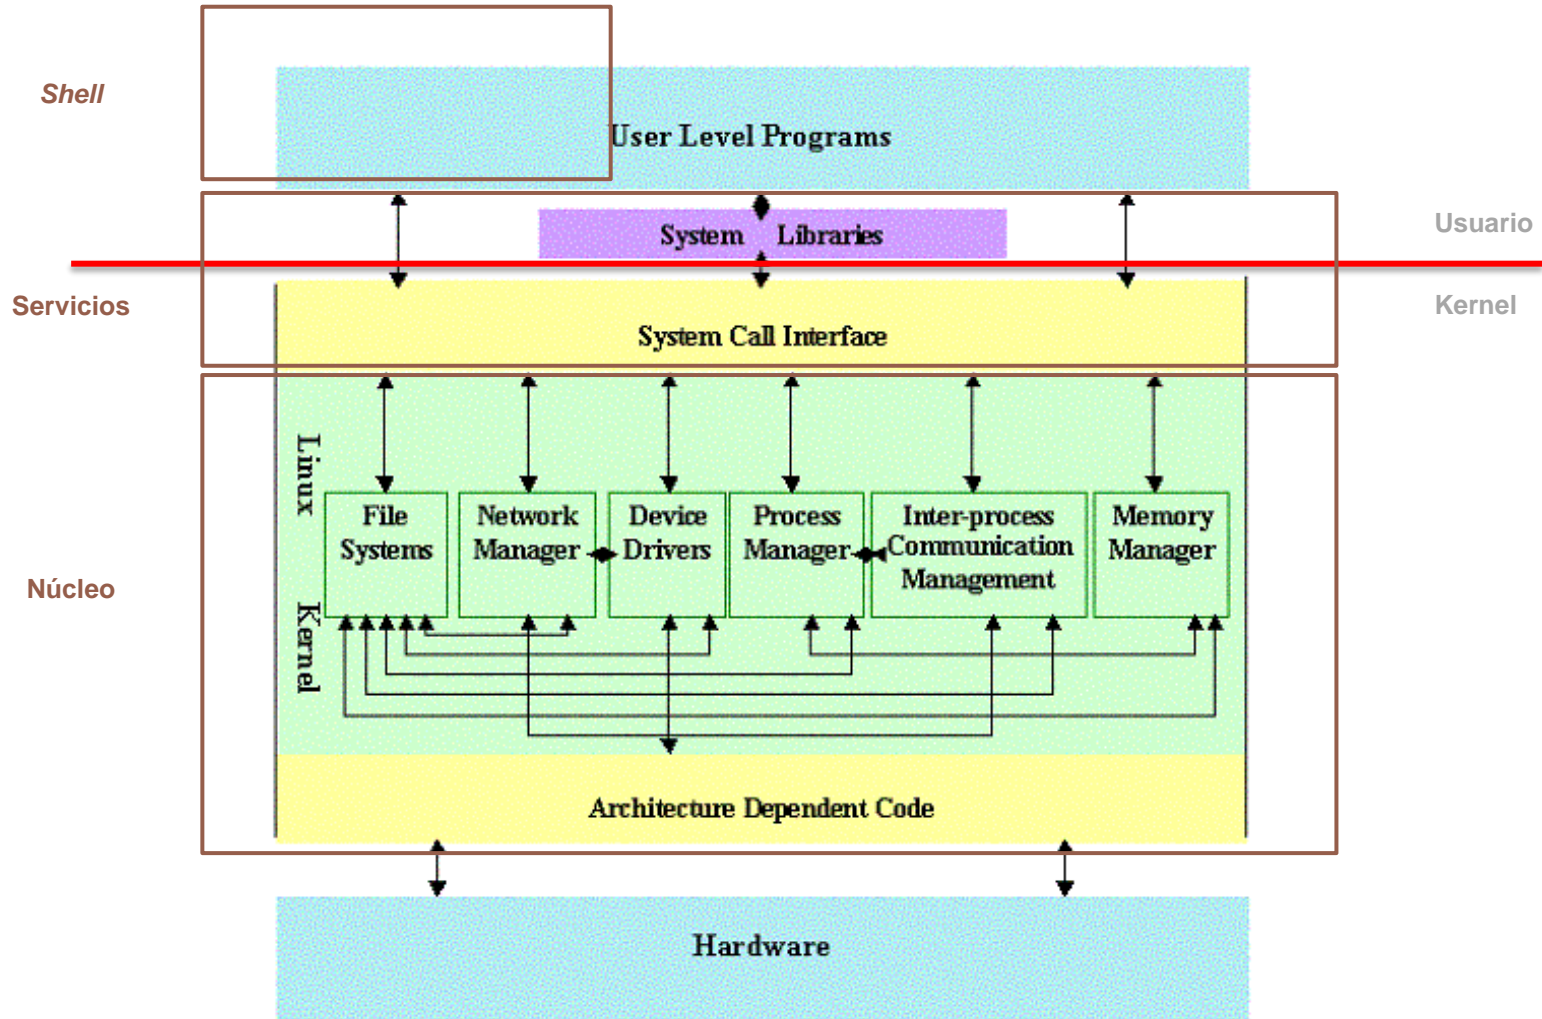 Shell
User Level Programs
System Libraries
Usuario
Servicios
Kernel
System Call Interface
Linux
Kernel
File
Systems
Network
Manager
Device
Drivers
Process
Manager
Inter-process
Communication
Management
Memory
Manager
Núcleo
Architecture Dependent Code
Hardware